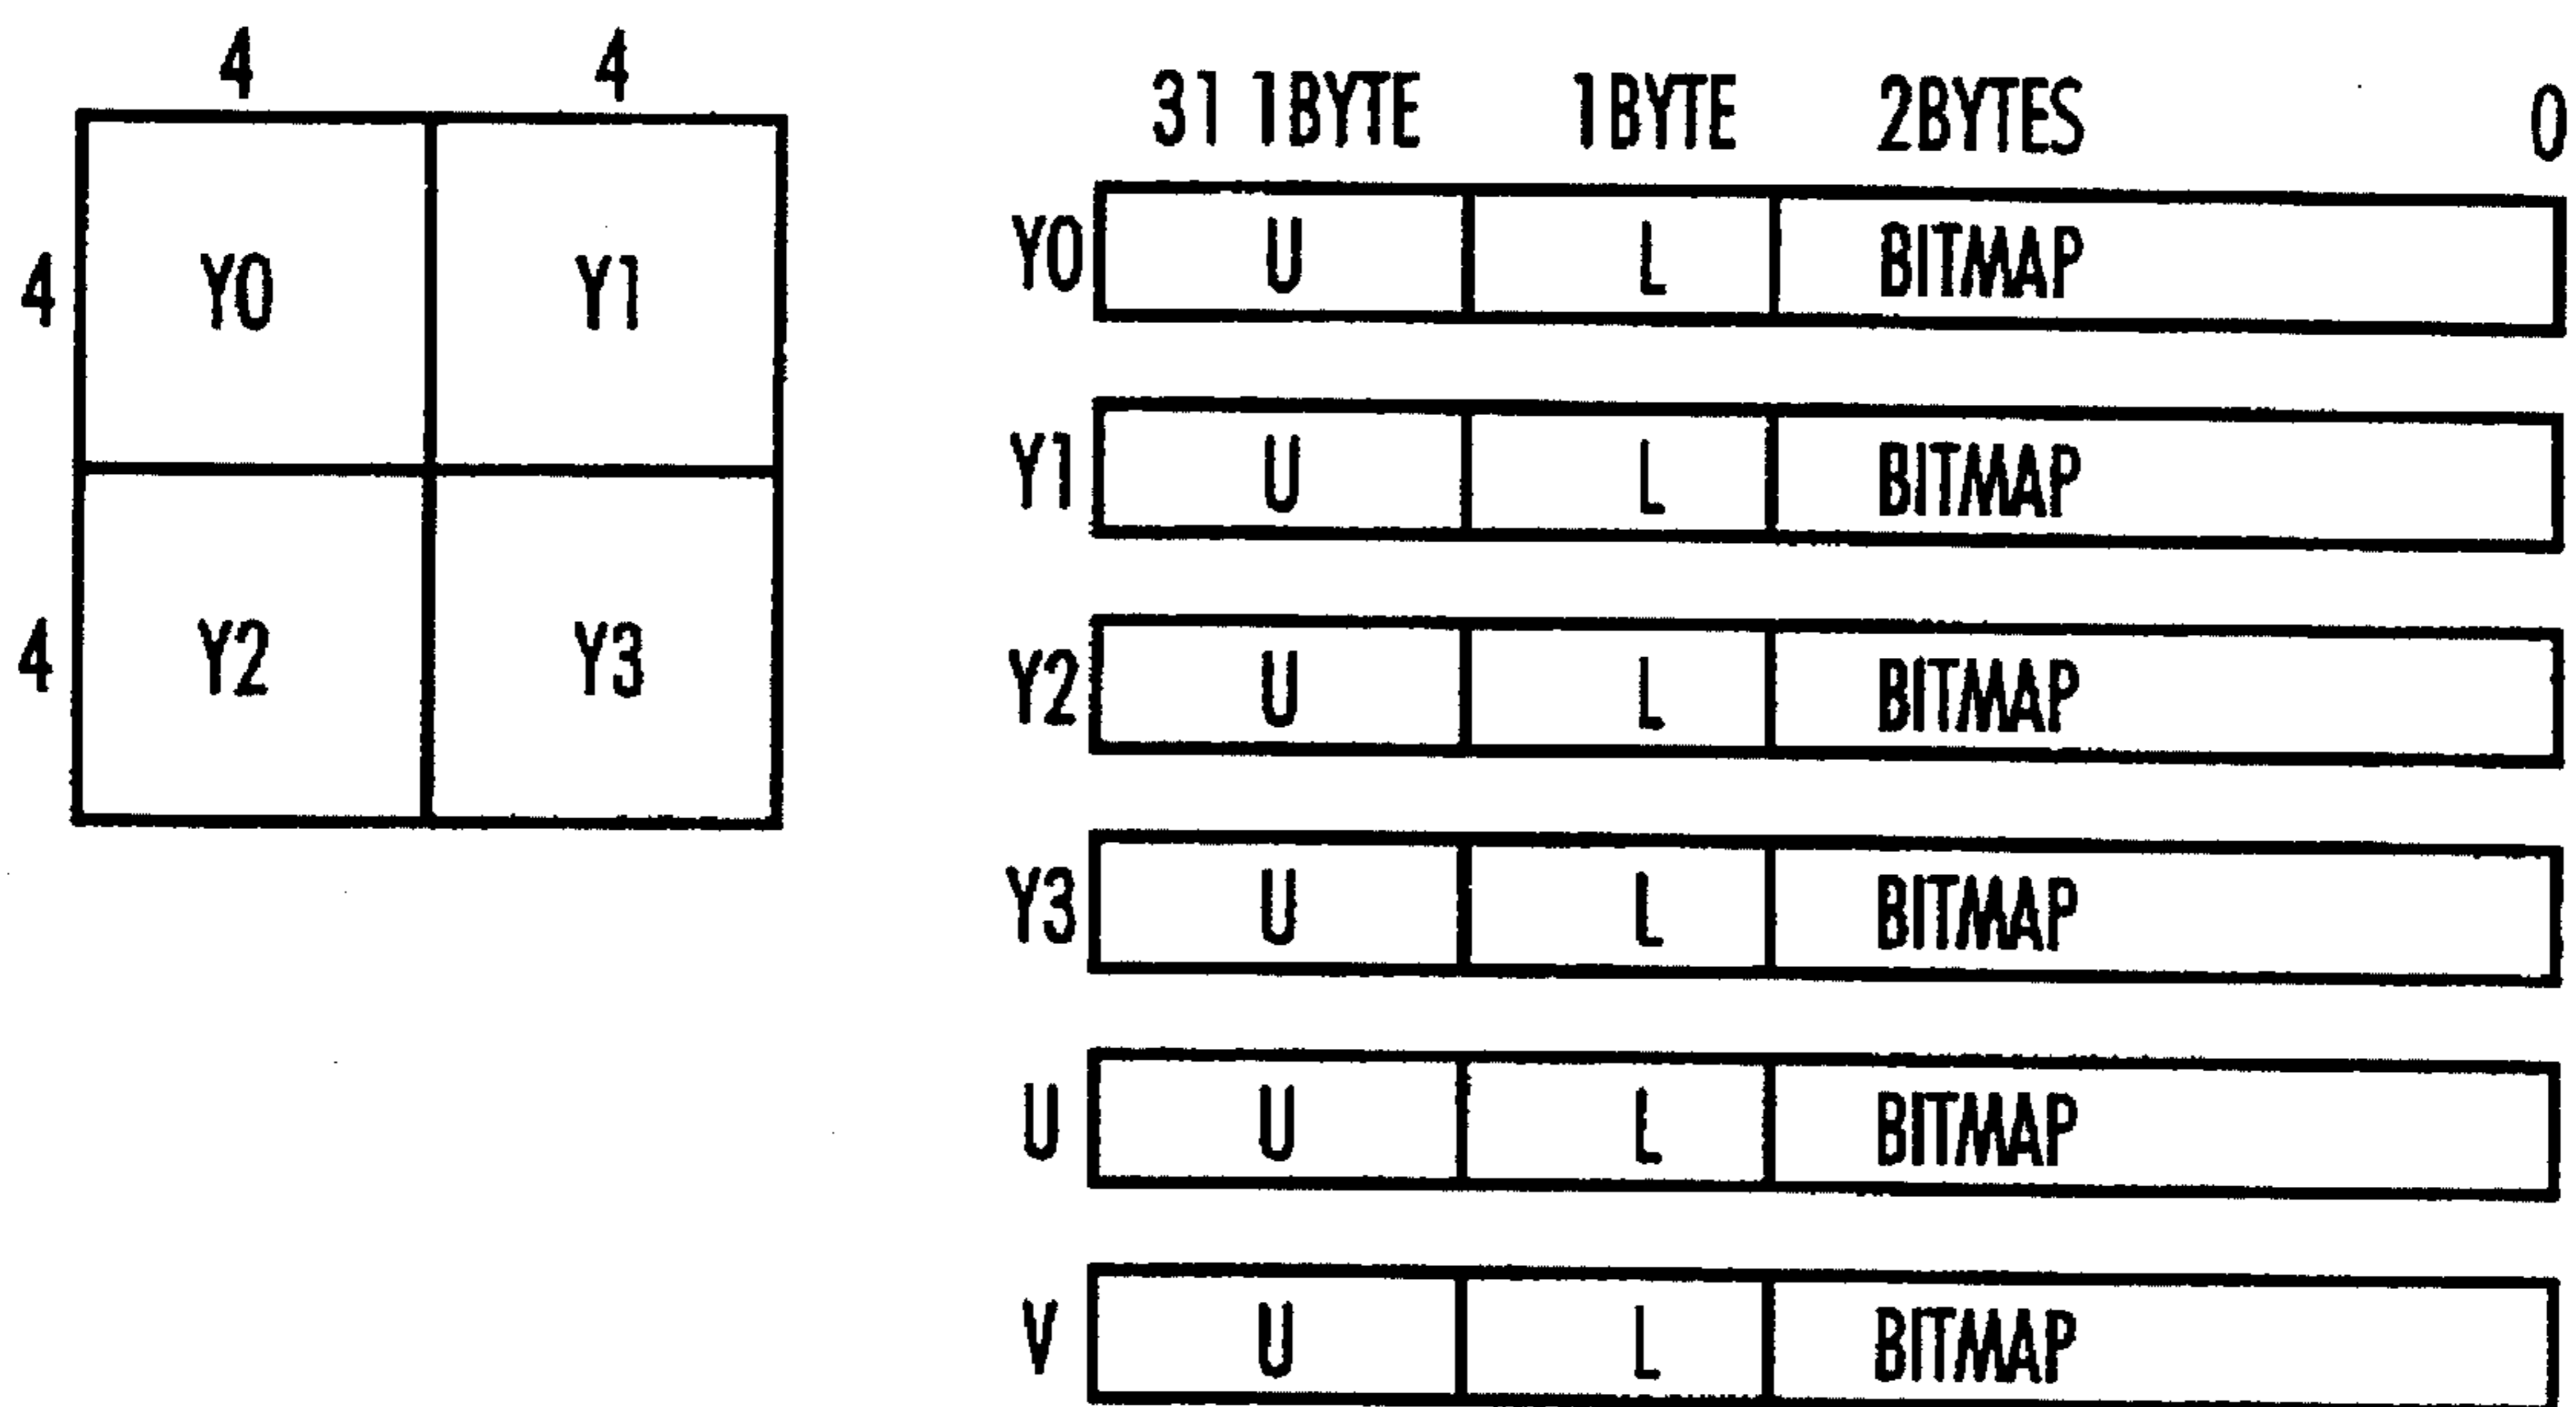 4 4
4 Y0 Y1
4 Y2 Y3
31 1BYTE 1BYTE 2BYTES 0
Y0 U L BITMAP
Y1 U L BITMAP
Y2 U L BITMAP
Y3 U L BITMAP
U U L BITMAP
V U L BITMAP